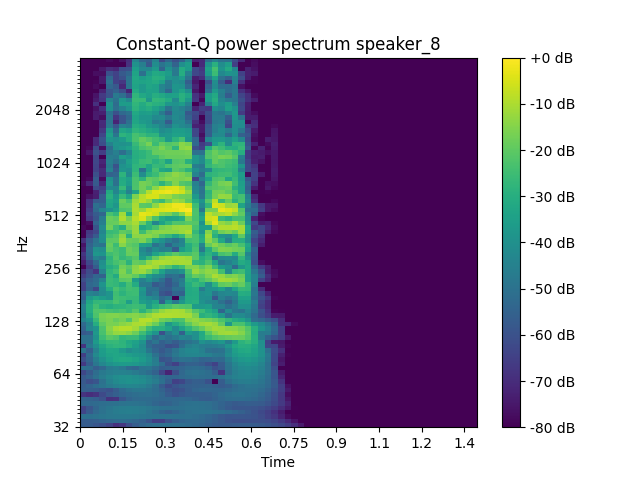 Constant-Q power spectrum speaker_8
Hz
2048
1024
512
256
128
64
32
0 0.15 0.3 0.45 0.6 0.75 0.9 1.1 1.2 1.4
Time
+0 dB
-10 dB
-20 dB
-30 dB
-40 dB
-50 dB
-60 dB
-70 dB
-80 dB